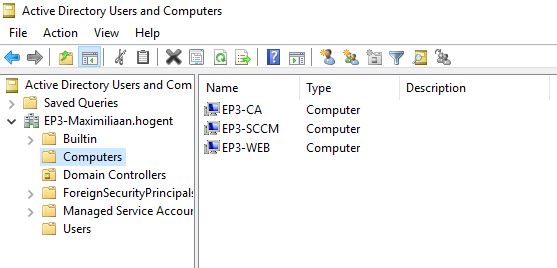 Active Directory Users and Computers
File Action View Help
Active Directory Users and Com
Saved Queries
EP3-Maximiliaan.hogent
Builtin
Computers
Domain Controllers
ForeignSecurityPrincipals
Managed Service Accour
Users
Name Type Description
EP3-CA Computer
EP3-SCCM Computer
EP3-WEB Computer